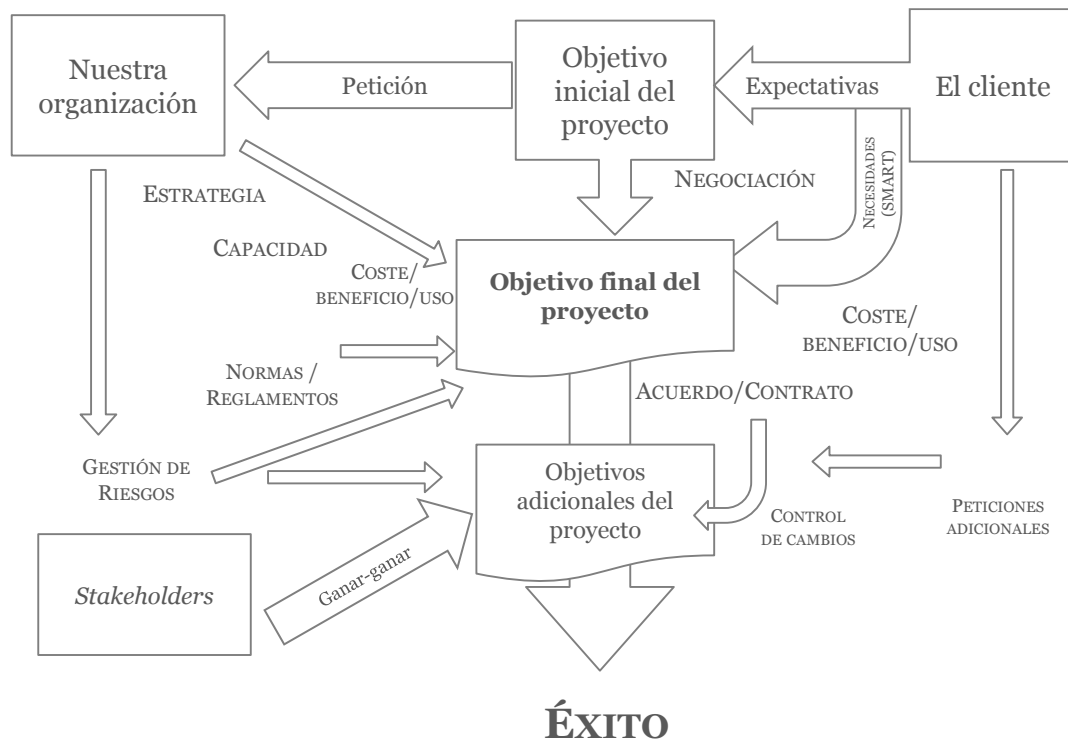 Nuestra
organización
Petición
Objetivo
inicial del
proyecto
Expectativas
El cliente
NECESIDADES
(SMART)
NEGOCIACIÓN
ESTRATEGIA
CAPACIDAD
COSTE/
BENEFICIO/USO
Objetivo final del
proyecto
COSTE/
BENEFICIO/USO
NORMAS /
REGLAMENTOS
ACUERDO/CONTRATO
GESTIÓN DE
RIESGOS
Objetivos
adicionales del
proyecto
CONTROL
DE CAMBIOS
PETICIONES
ADICIONALES
Stakeholders
Ganar-ganar
ÉXITO